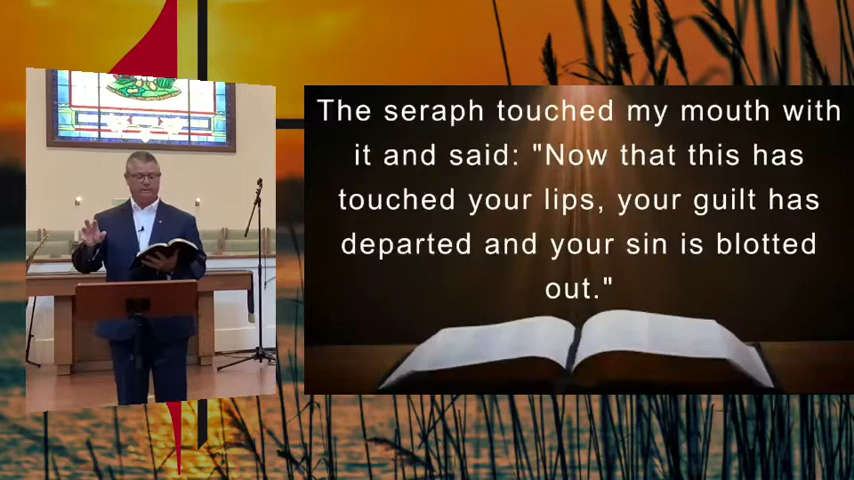 The seraph touched my mouth with
it and said: "Now that this has
touched your lips, your guilt has
departed and your sin is blotted
out."